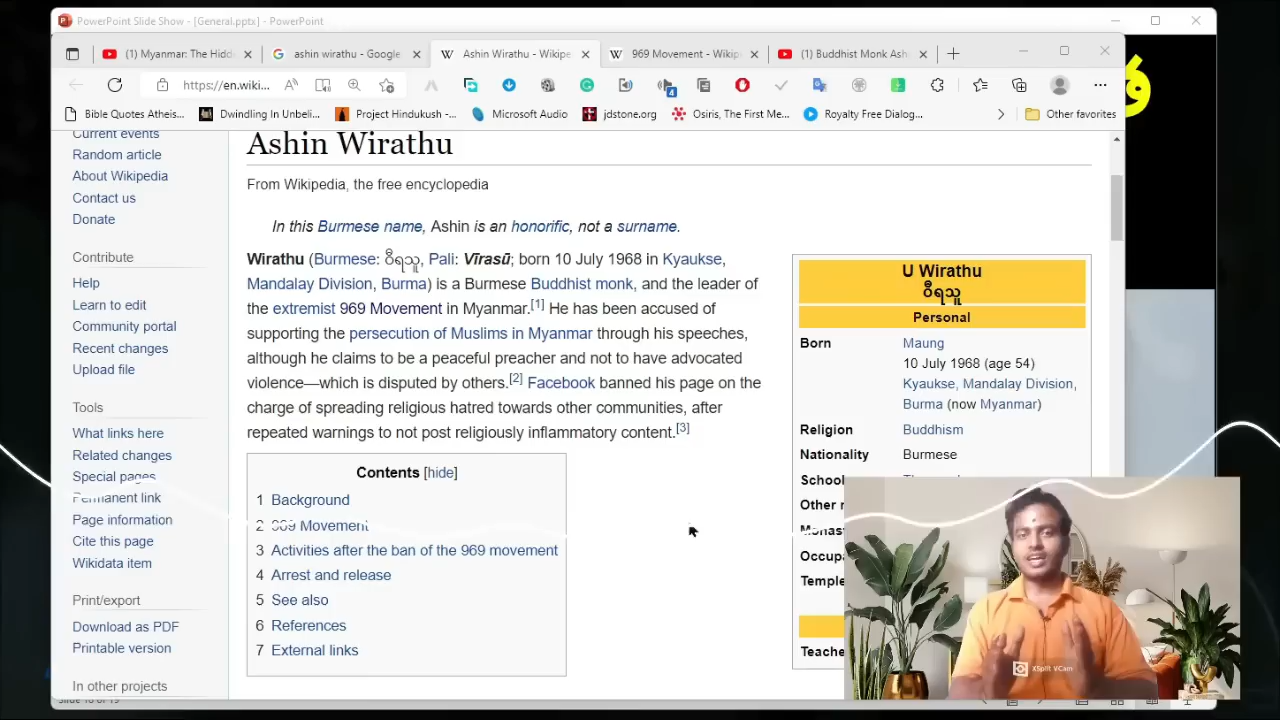 PowerPoint Slide Show - [General.pptx] - PowerPoint
(1) Myanmar: The Hidd
ashin wirathu - Google
Ashin Wirathu - Wikipe
969 Movement - Wikipe
(1) Buddhist Monk Ash
https://en.wiki...
Bible Quotes Atheis...
Dwindling In Unbeli...
Project Hindukush -...
Microsoft Audio
jdstone.org
Osiris, The First Me...
Royalty Free Dialog...
Other favorites
Current events
Random article
About Wikipedia
Contact us
Donate
Contribute
Help
Learn to edit
Community portal
Recent changes
Upload file
Tools
What links here
Related changes
Special pages
Permanent link
Page information
Cite this page
Wikidata item
Print/export
Download as PDF
Printable version
In other projects
Ashin Wirathu
From Wikipedia, the free encyclopedia
In this Burmese name, Ashin is an honorific, not a surname.
Wirathu (Burmese: ဝီရသူ, Pali: Vīrasū; born 10 July 1968 in Kyaukse,
Mandalay Division, Burma) is a Burmese Buddhist monk, and the leader of
the extremist 969 Movement in Myanmar.[1] He has been accused of
supporting the persecution of Muslims in Myanmar through his speeches,
although he claims to be a peaceful preacher and not to have advocated
violence—which is disputed by others.[2] Facebook banned his page on the
charge of spreading religious hatred towards other communities, after
repeated warnings to not post religiously inflammatory content.[3]
Contents [hide]
1 Background
2 969 Movement
3 Activities after the ban of the 969 movement
4 Arrest and release
5 See also
6 References
7 External links
U Wirathu
ဝီရသူ
Personal
Born Maung
10 July 1968 (age 54)
Kyaukse, Mandalay Division,
Burma (now Myanmar)
Religion Buddhism
Nationality Burmese
School
Other
Occup
Temple
Teache
XSplit VCam
Slide 16 of 19